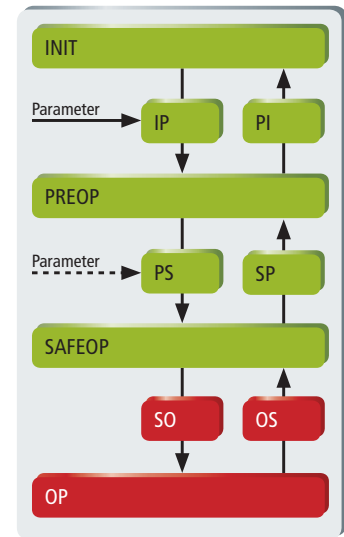 INIT
Parameter
IP
PI
PREOP
Parameter
PS
SP
SAFEOP
SO
OS
OP